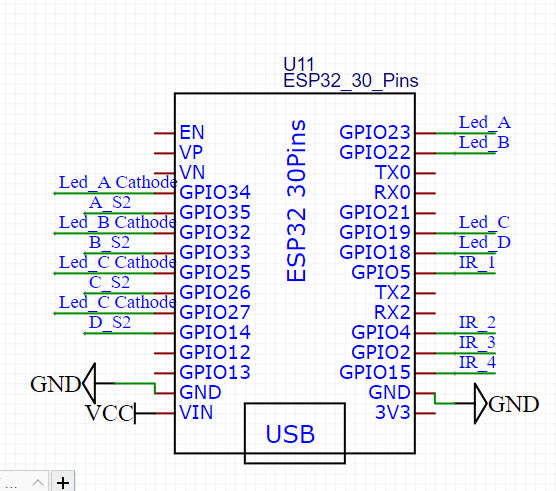 U11
ESP32_30_Pins
ESP32 30Pins
EN
VP
VN
Led_A Cathode
GPIO34
A_S2
GPIO35
Led_B Cathode
GPIO32
B_S2
GPIO33
Led_C Cathode
GPIO25
C_S2
GPIO26
Led_C Cathode
GPIO27
D_S2
GPIO14
GPIO12
GPIO13
GND
GND
VCC
VIN
GPIO23
Led_A
GPIO22
Led_B
TX0
RX0
GPIO21
GPIO19
Led_C
GPIO18
Led_D
GPIO5
IR_1
TX2
RX2
GPIO4
IR_2
GPIO2
IR_3
GPIO15
IR_4
GND
GND
3V3
USB
...